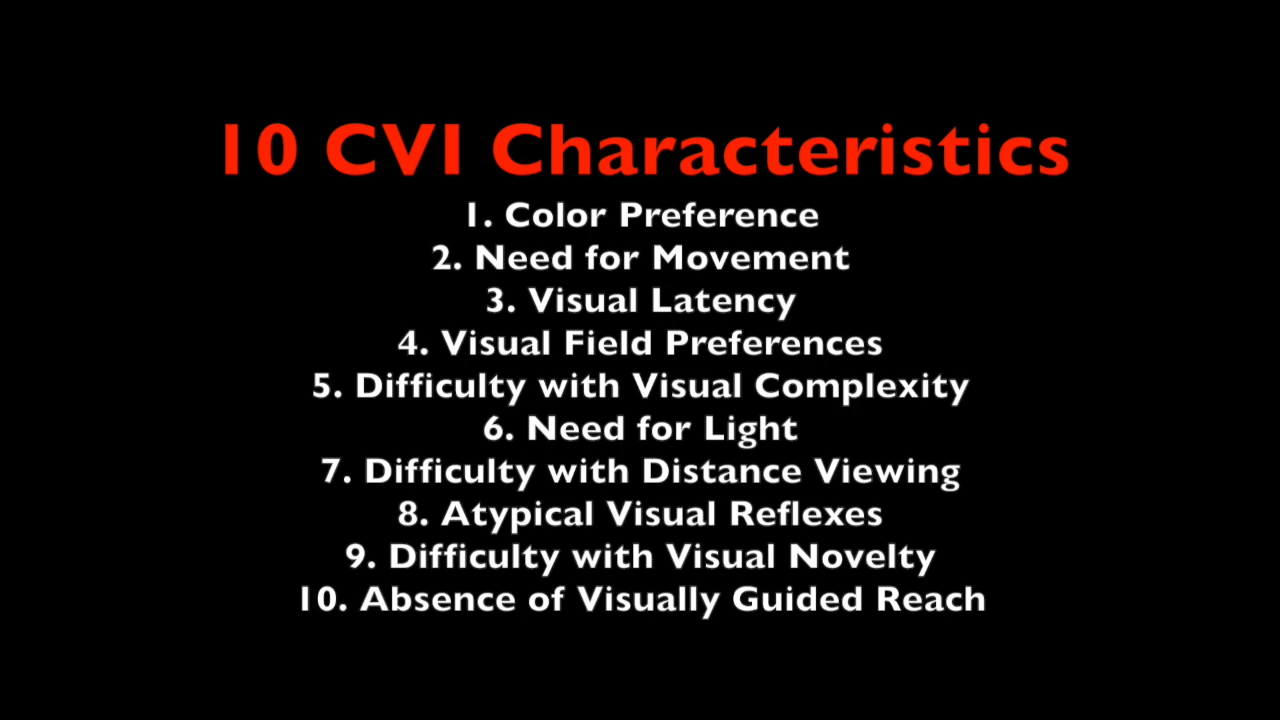 10 CVI Characteristics
1. Color Preference
2. Need for Movement
3. Visual Latency
4. Visual Field Preferences
5. Difficulty with Visual Complexity
6. Need for Light
7. Difficulty with Distance Viewing
8. Atypical Visual Reflexes
9. Difficulty with Visual Novelty
10. Absence of Visually Guided Reach